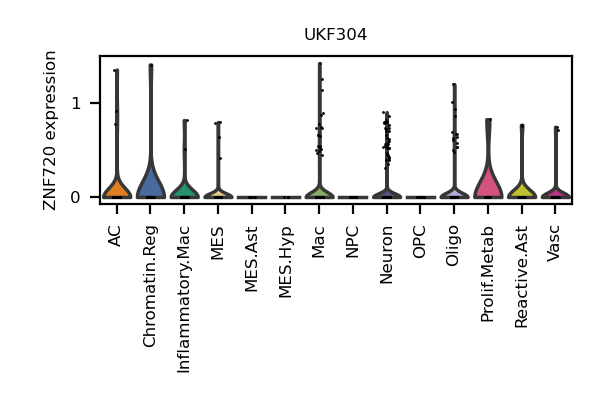 UKF304
ZNF720 expression
1
0
AC
Chromatin.Reg
Inflammatory.Mac
MES
MES.Ast
MES.Hyp
Mac
NPC
Neuron
OPC
Oligo
Prolif.Metab
Reactive.Ast
Vasc